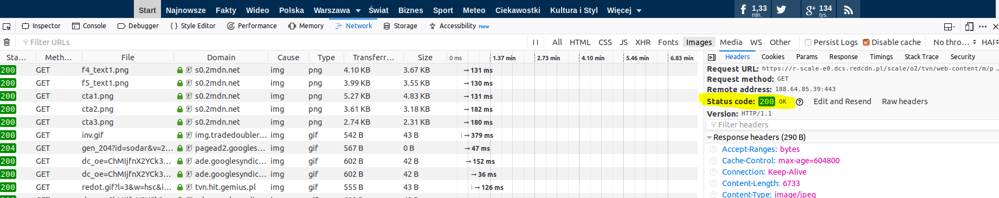 Start Najnowsze Fakty Wideo Polska Warszawa Świat Biznes Sport Meteo Ciekawostki Kultura i Styl Więcej 1,33 mln. g+ 134 tys.
Inspector Console Debugger {} Style Editor Performance Memory Network Storage Accessibility New
Filter URLs All HTML CSS JS XHR Fonts Images Media WS Other Persist Logs Disable cache No thro... HAR
Sta... Meth... File Domain Cause Type Transferr... Size 0 ms 1.37 min 2.73 min 4.10 min 5.46 min 6.83 min
200 GET f4_text1.png s0.2mdn.net img png 4.10 KB 3.67 KB → 131 ms
200 GET f5_text1.png s0.2mdn.net img png 3.99 KB 3.55 KB → 130 ms
200 GET cta1.png s0.2mdn.net img png 5.27 KB 4.83 KB → 131 ms
200 GET cta2.png s0.2mdn.net img png 3.61 KB 3.18 KB → 182 ms
200 GET cta3.png s0.2mdn.net img png 2.74 KB 2.31 KB → 180 ms
200 GET inv.gif img.tradedoubler... img gif 542 B 43 B → 379 ms
204 GET gen_204?id=sodar&v=2... pagead2.googles... img gif 567 B 0 B → 47 ms
200 GET dc_oe=ChMIjfnX2YCk3... ade.googlesyndic... img gif 602 B 42 B → 152 ms
200 GET dc_oe=ChMIjfnX2YCk3... ade.googlesyndic... img gif 602 B 42 B → 36 ms
200 GET redot.gif?l=3&w=hsc&i... tvn.hit.gemius.pl img gif 555 B 43 B → 126 ms
Headers Cookies Params Response Timings Stack Trace Security
Request URL: https://r-scale-e0.dcs.redcdn.pl/scale/o2/tvn/web-content/m/p ...
Request method: GET
Remote address: 188.64.85.39:443
Status code: 200 OK ? Edit and Resend Raw headers
Version: HTTP/1.1
Filter headers
Response headers (290 B)
? Accept-Ranges: bytes
? Cache-Control: max-age=604800
? Connection: Keep-Alive
? Content-Length: 6733
? Content-Type: image/jpeg